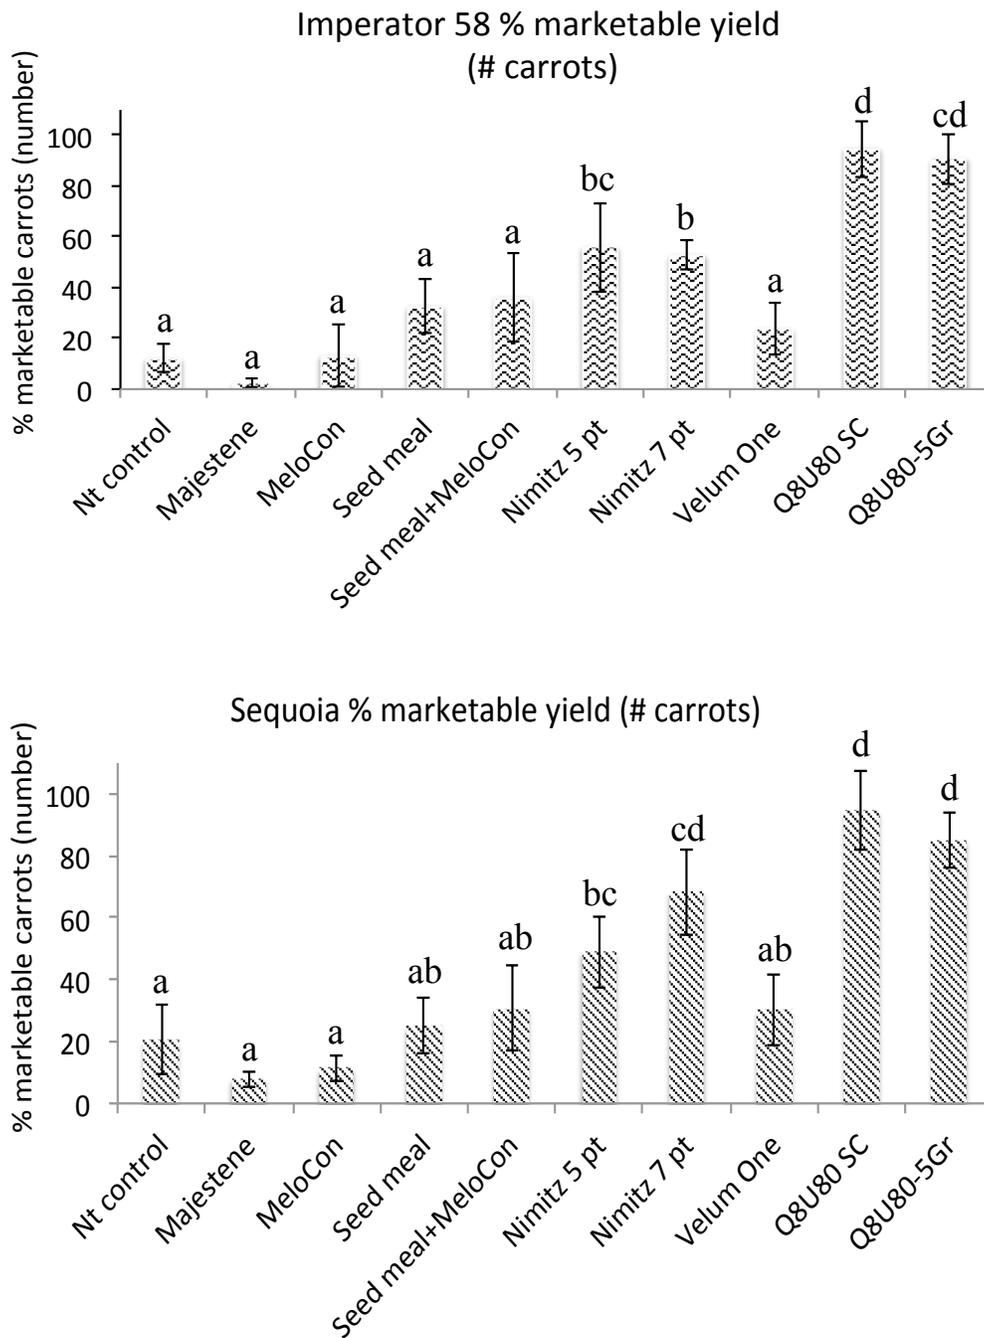 Imperator 58 % marketable yield
(# carrots)
% marketable carrots (number)
100
80
60
40
20
0
a
a
a
a
a
bc
b
a
d
cd
Nt control
Majestene
MeloCon
Seed meal
Seed meal+MeloCon
Nimitz 5 pt
Nimitz 7 pt
Velum One
Q8U80 SC
Q8U80-5Gr
Sequoia % marketable yield (# carrots)
% marketable carrots (number)
100
80
60
40
20
0
a
a
a
ab
ab
bc
cd
ab
d
d
Nt control
Majestene
MeloCon
Seed meal
Seed meal+MeloCon
Nimitz 5 pt
Nimitz 7 pt
Velum One
Q8U80 SC
Q8U80-5Gr